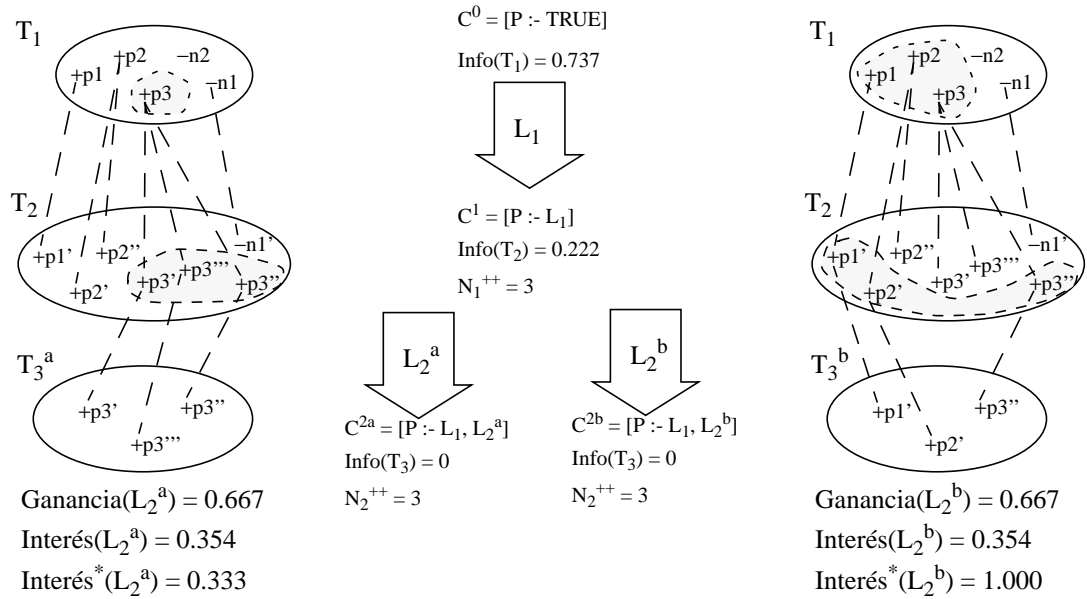 T₁
+p1
+p2
−n2
−n1
+p3
T₂
+p1’
+p2’’
−n1’
+p2’
+p3’
+p3’’’
+p3’’
T₃ᵃ
+p3’
+p3’’
+p3’’’
Ganancia(L₂ᵃ) = 0.667
Interés(L₂ᵃ) = 0.354
Interés*(L₂ᵃ) = 0.333
C⁰ = [P :- TRUE]
Info(T₁) = 0.737
L₁
C¹ = [P :- L₁]
Info(T₂) = 0.222
N₁⁺⁺ = 3
L₂ᵃ
L₂ᵇ
C²ᵃ = [P :- L₁, L₂ᵃ]
Info(T₃) = 0
N₂⁺⁺ = 3
C²ᵇ = [P :- L₁, L₂ᵇ]
Info(T₃) = 0
N₂⁺⁺ = 3
T₁
+p1
+p2
−n2
−n1
+p3
T₂
+p1’
+p2’’
−n1’
+p2’
+p3’
+p3’’’
+p3’’
T₃ᵇ
+p1’
+p3’’
+p2’
Ganancia(L₂ᵇ) = 0.667
Interés(L₂ᵇ) = 0.354
Interés*(L₂ᵇ) = 1.000